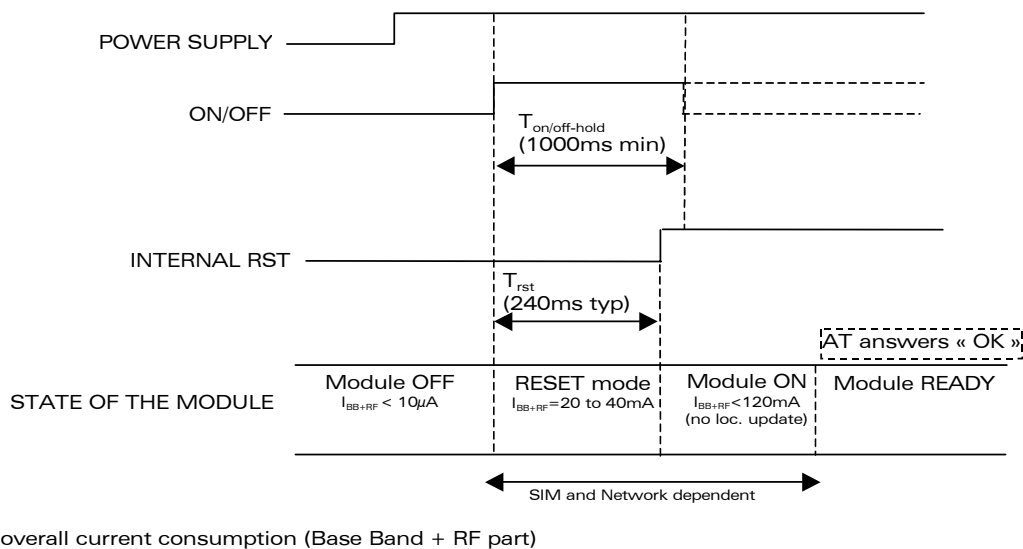 POWER SUPPLY
ON/OFF
Ton/off-hold
(1000ms min)
INTERNAL RST
Trst
(240ms typ)
AT answers « OK »
STATE OF THE MODULE
Module OFF
IBB+RF < 10µA
RESET mode
IBB+RF=20 to 40mA
Module ON
IBB+RF<120mA
(no loc. update)
Module READY
SIM and Network dependent
overall current consumption (Base Band + RF part)